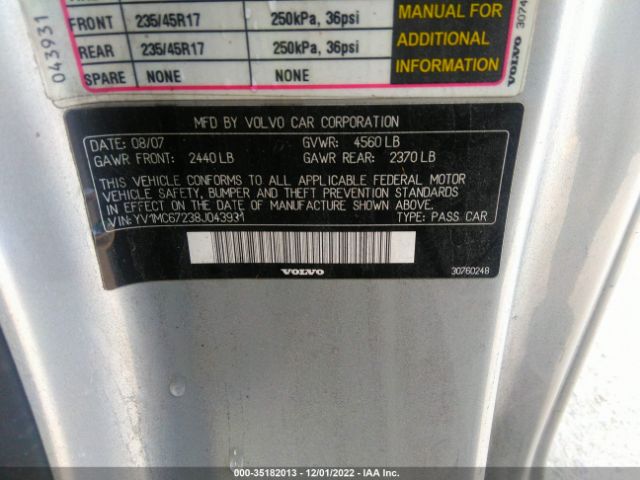 FRONT 235/45R17 250kPa, 36psi
REAR 235/45R17 250kPa, 36psi
SPARE NONE NONE
MANUAL FOR
ADDITIONAL
INFORMATION
043931
VOLVO 3074
MFD BY VOLVO CAR CORPORATION
DATE: 08/07 GVWR: 4560 LB
GAWR FRONT: 2440 LB GAWR REAR: 2370 LB
THIS VEHICLE CONFORMS TO ALL APPLICABLE FEDERAL MOTOR
VEHICLE SAFETY, BUMPER AND THEFT PREVENTION STANDARDS
IN EFFECT ON THE DATE OF MANUFACTURE SHOWN ABOVE.
VIN: YV1MC67238J043931 TYPE: PASS CAR
VOLVO 30760248
000-35182013 - 12/01/2022 - IAA Inc.